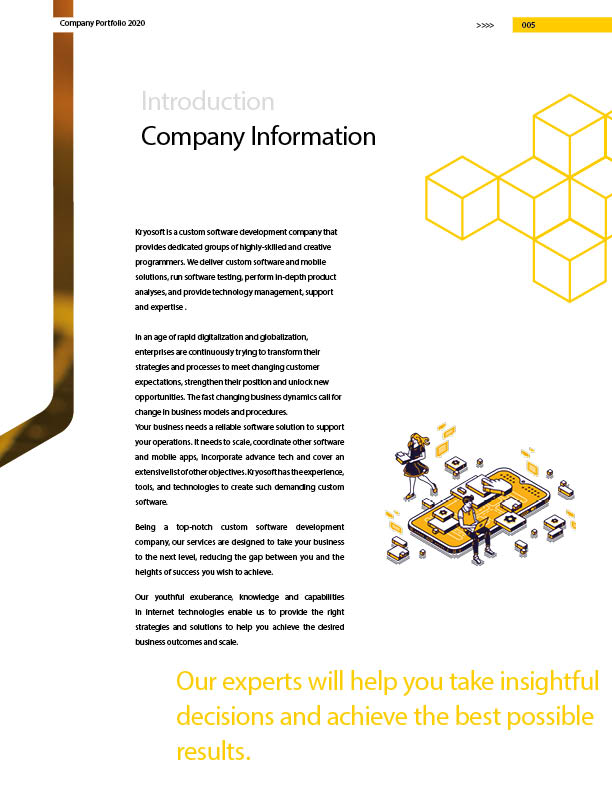 Company Portfolio 2020
>>>>
005
Introduction
Company Information
Kryosoft is a custom software development company that
provides dedicated groups of highly-skilled and creative
programmers. We deliver custom software and mobile
solutions, run software testing, perform in-depth product
analyses, and provide technology management, support
and expertise .
In an age of rapid digitalization and globalization,
enterprises are continuously trying to transform their
strategies and processes to meet changing customer
expectations, strengthen their position and unlock new
opportunities. The fast changing business dynamics call for
change in business models and procedures.
Your business needs a reliable software solution to support
your operations. It needs to scale, coordinate other software
and mobile apps, incorporate advance tech and cover an
extensive list of other objectives. Kryosoft has the experience,
tools, and technologies to create such demanding custom
software.
Being a top-notch custom software development
company, our services are designed to take your business
to the next level, reducing the gap between you and the
heights of success you wish to achieve.
Our youthful exuberance, knowledge and capabilities
in internet technologies enable us to provide the right
strategies and solutions to help you achieve the desired
business outcomes and scale.
Our experts will help you take insightful
decisions and achieve the best possible
results.